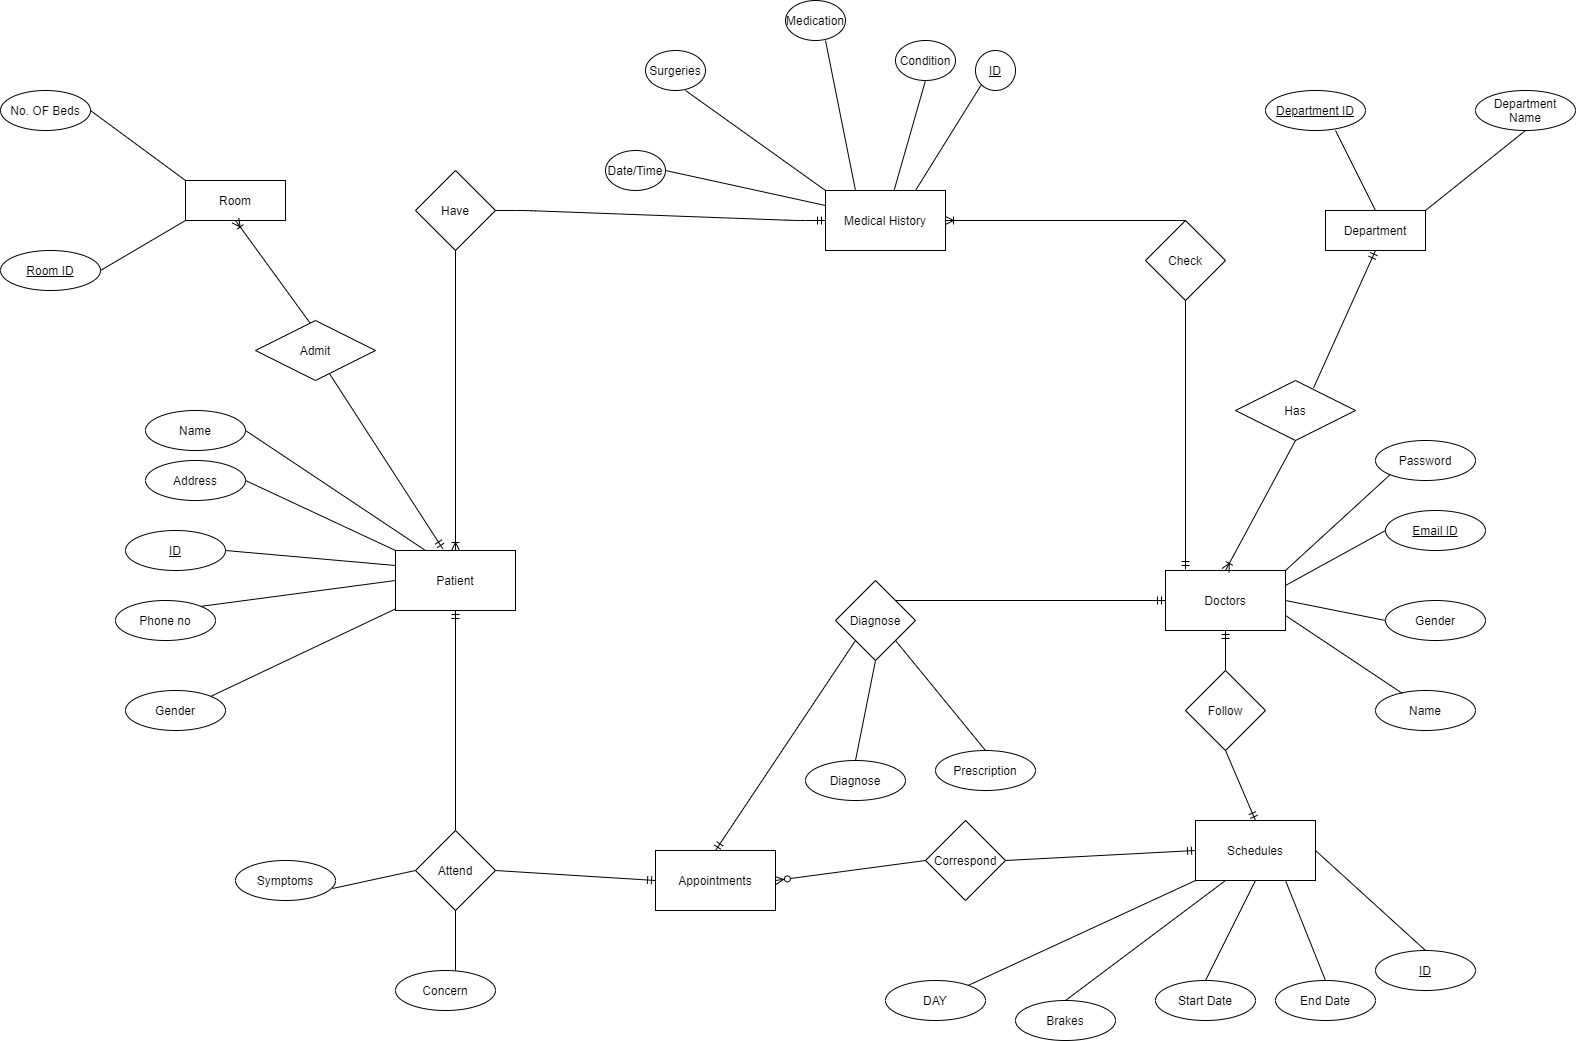 Medication
Condition
Surgeries
ID
No. OF Beds
Department ID
Department
Name
Date/Time
Room
Have
Medical History
Department
Check
Room ID
Admit
Has
Name
Password
Address
ID
Email ID
Patient
Doctors
Phone no
Diagnose
Gender
Gender
Follow
Name
Diagnose
Prescription
Symptoms
Attend
Appointments
Correspond
Schedules
Concern
DAY
Brakes
Start Date
End Date
ID